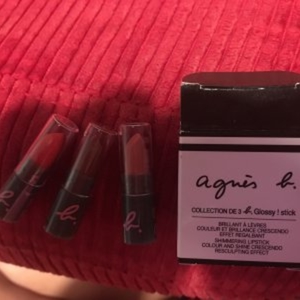 b.
b.
b.
agnès b.
COLLECTION DE 3 b. Glossy ! stick
BRILLANT À LÈVRES
COULEUR ET BRILLANCE CRESCENDO
EFFET REGALBANT
SHIMMERING LIPSTICK
COLOUR AND SHINE CRESCENDO
RESCULPTING EFFECT